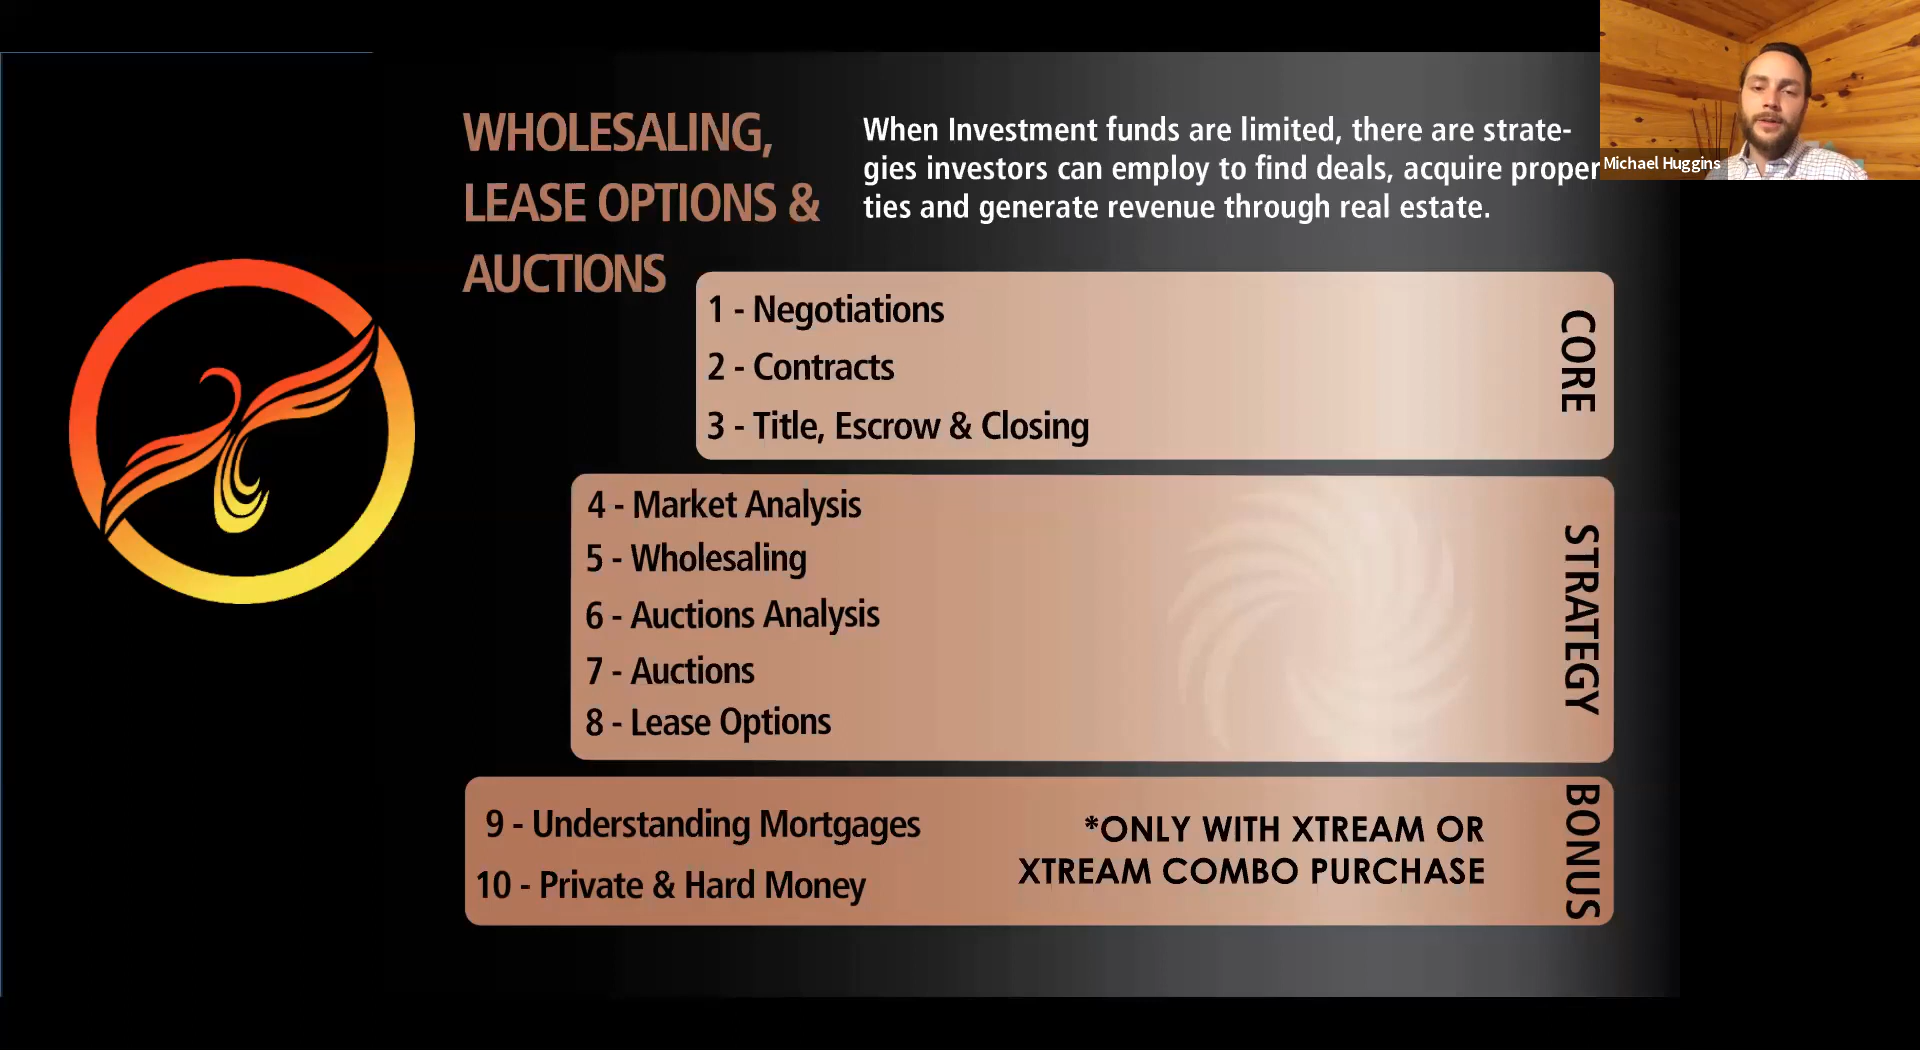 WHOLESALING,
LEASE OPTIONS &
AUCTIONS
When Investment funds are limited, there are strate-
gies investors can employ to find deals, acquire proper
ties and generate revenue through real estate.
Michael Huggins
1 - Negotiations
2 - Contracts
3 - Title, Escrow & Closing
CORE
4 - Market Analysis
5 - Wholesaling
6 - Auctions Analysis
7 - Auctions
8 - Lease Options
STRATEGY
9 - Understanding Mortgages
10 - Private & Hard Money
*ONLY WITH XTREAM OR
XTREAM COMBO PURCHASE
BONUS